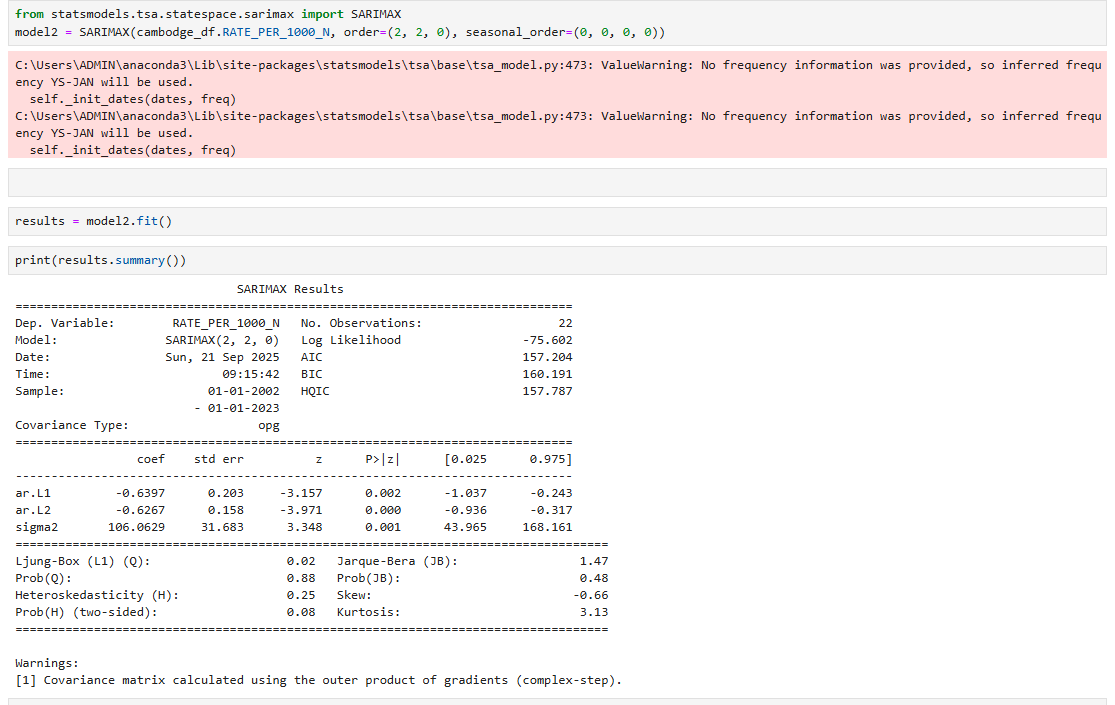 from statsmodels.tsa.statespace.sarimax import SARIMAX
model2 = SARIMAX(cambodge_df.RATE_PER_1000_N, order=(2, 2, 0), seasonal_order=(0, 0, 0, 0))
C:\Users\ADMIN\anaconda3\Lib\site-packages\statsmodels\tsa\base\tsa_model.py:473: ValueWarning: No frequency information was provided, so inferred frequ
ency YS-JAN will be used.
  self._init_dates(dates, freq)
C:\Users\ADMIN\anaconda3\Lib\site-packages\statsmodels\tsa\base\tsa_model.py:473: ValueWarning: No frequency information was provided, so inferred frequ
ency YS-JAN will be used.
  self._init_dates(dates, freq)
results = model2.fit()
print(results.summary())
                               SARIMAX Results
==============================================================================
Dep. Variable:        RATE_PER_1000_N   No. Observations:                   22
Model:               SARIMAX(2, 2, 0)   Log Likelihood                 -75.602
Date:                Sun, 21 Sep 2025   AIC                            157.204
Time:                        09:15:42   BIC                            160.191
Sample:                    01-01-2002   HQIC                           157.787
                         - 01-01-2023
Covariance Type:                  opg
==============================================================================
                 coef    std err          z      P>|z|      [0.025      0.975]
------------------------------------------------------------------------------
ar.L1         -0.6397      0.203     -3.157      0.002      -1.037      -0.243
ar.L2         -0.6267      0.158     -3.971      0.000      -0.936      -0.317
sigma2       106.0629     31.683      3.348      0.001      43.965     168.161
===================================================================================
Ljung-Box (L1) (Q):                   0.02   Jarque-Bera (JB):                 1.47
Prob(Q):                              0.88   Prob(JB):                         0.48
Heteroskedasticity (H):               0.25   Skew:                            -0.66
Prob(H) (two-sided):                  0.08   Kurtosis:                         3.13
===================================================================================
Warnings:
[1] Covariance matrix calculated using the outer product of gradients (complex-step).